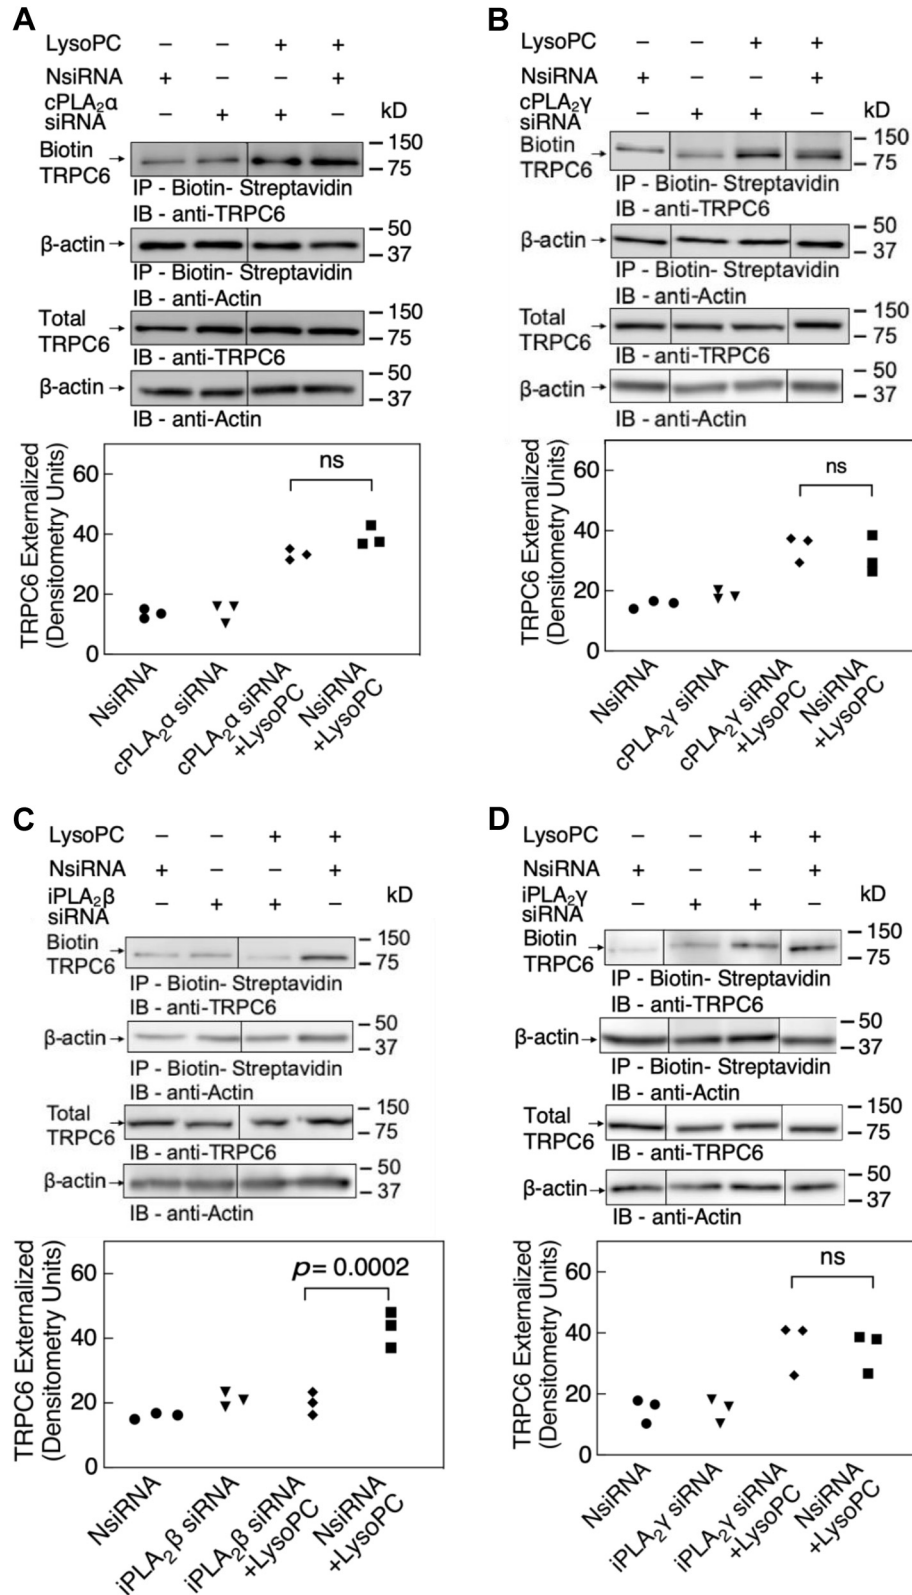 A
LysoPC – – + +
NsiRNA + – – +
cPLA₂α
siRNA – + + – kD
Biotin
TRPC6
– 150
– 75
IP - Biotin- Streptavidin
IB - anti-TRPC6
β-actin
– 50
– 37
IP - Biotin- Streptavidin
IB - anti-Actin
Total
TRPC6
– 150
– 75
IB - anti-TRPC6
β-actin
– 50
– 37
IB - anti-Actin
TRPC6 Externalized
(Densitometry Units)
60
40
20
0
ns
NsiRNA
cPLA₂α siRNA
cPLA₂α siRNA
+LysoPC
NsiRNA
+LysoPC
B
LysoPC – – + +
NsiRNA + – – +
cPLA₂γ
siRNA – + + – kD
Biotin
TRPC6
– 150
– 75
IP - Biotin- Streptavidin
IB - anti-TRPC6
β-actin
– 50
– 37
IP - Biotin- Streptavidin
IB - anti-Actin
Total
TRPC6
– 150
– 75
IB - anti-TRPC6
β-actin
– 50
– 37
IB - anti-Actin
TRPC6 Externalized
(Densitometry Units)
60
40
20
0
ns
NsiRNA
cPLA₂γ siRNA
cPLA₂γ siRNA
+LysoPC
NsiRNA
+LysoPC
C
LysoPC – – + +
NsiRNA + – – +
iPLA₂β
siRNA – + + – kD
Biotin
TRPC6
– 150
– 75
IP - Biotin- Streptavidin
IB - anti-TRPC6
β-actin
– 50
– 37
IP - Biotin- Streptavidin
IB - anti-Actin
Total
TRPC6
– 150
– 75
IB - anti-TRPC6
β-actin
– 50
– 37
IB - anti-Actin
TRPC6 Externalized
(Densitometry Units)
60
40
20
0
p = 0.0002
NsiRNA
iPLA₂β siRNA
iPLA₂β siRNA
+LysoPC
NsiRNA
+LysoPC
D
LysoPC – – + +
NsiRNA + – – +
iPLA₂γ
siRNA – + + – kD
Biotin
TRPC6
– 150
– 75
IP - Biotin- Streptavidin
IB - anti-TRPC6
β-actin
– 50
– 37
IP - Biotin- Streptavidin
IB - anti-Actin
Total
TRPC6
– 150
– 75
IB - anti-TRPC6
β-actin
– 50
– 37
IB - anti-Actin
TRPC6 Externalized
(Densitometry Units)
60
40
20
0
ns
NsiRNA
iPLA₂γ siRNA
iPLA₂γ siRNA
+LysoPC
NsiRNA
+LysoPC